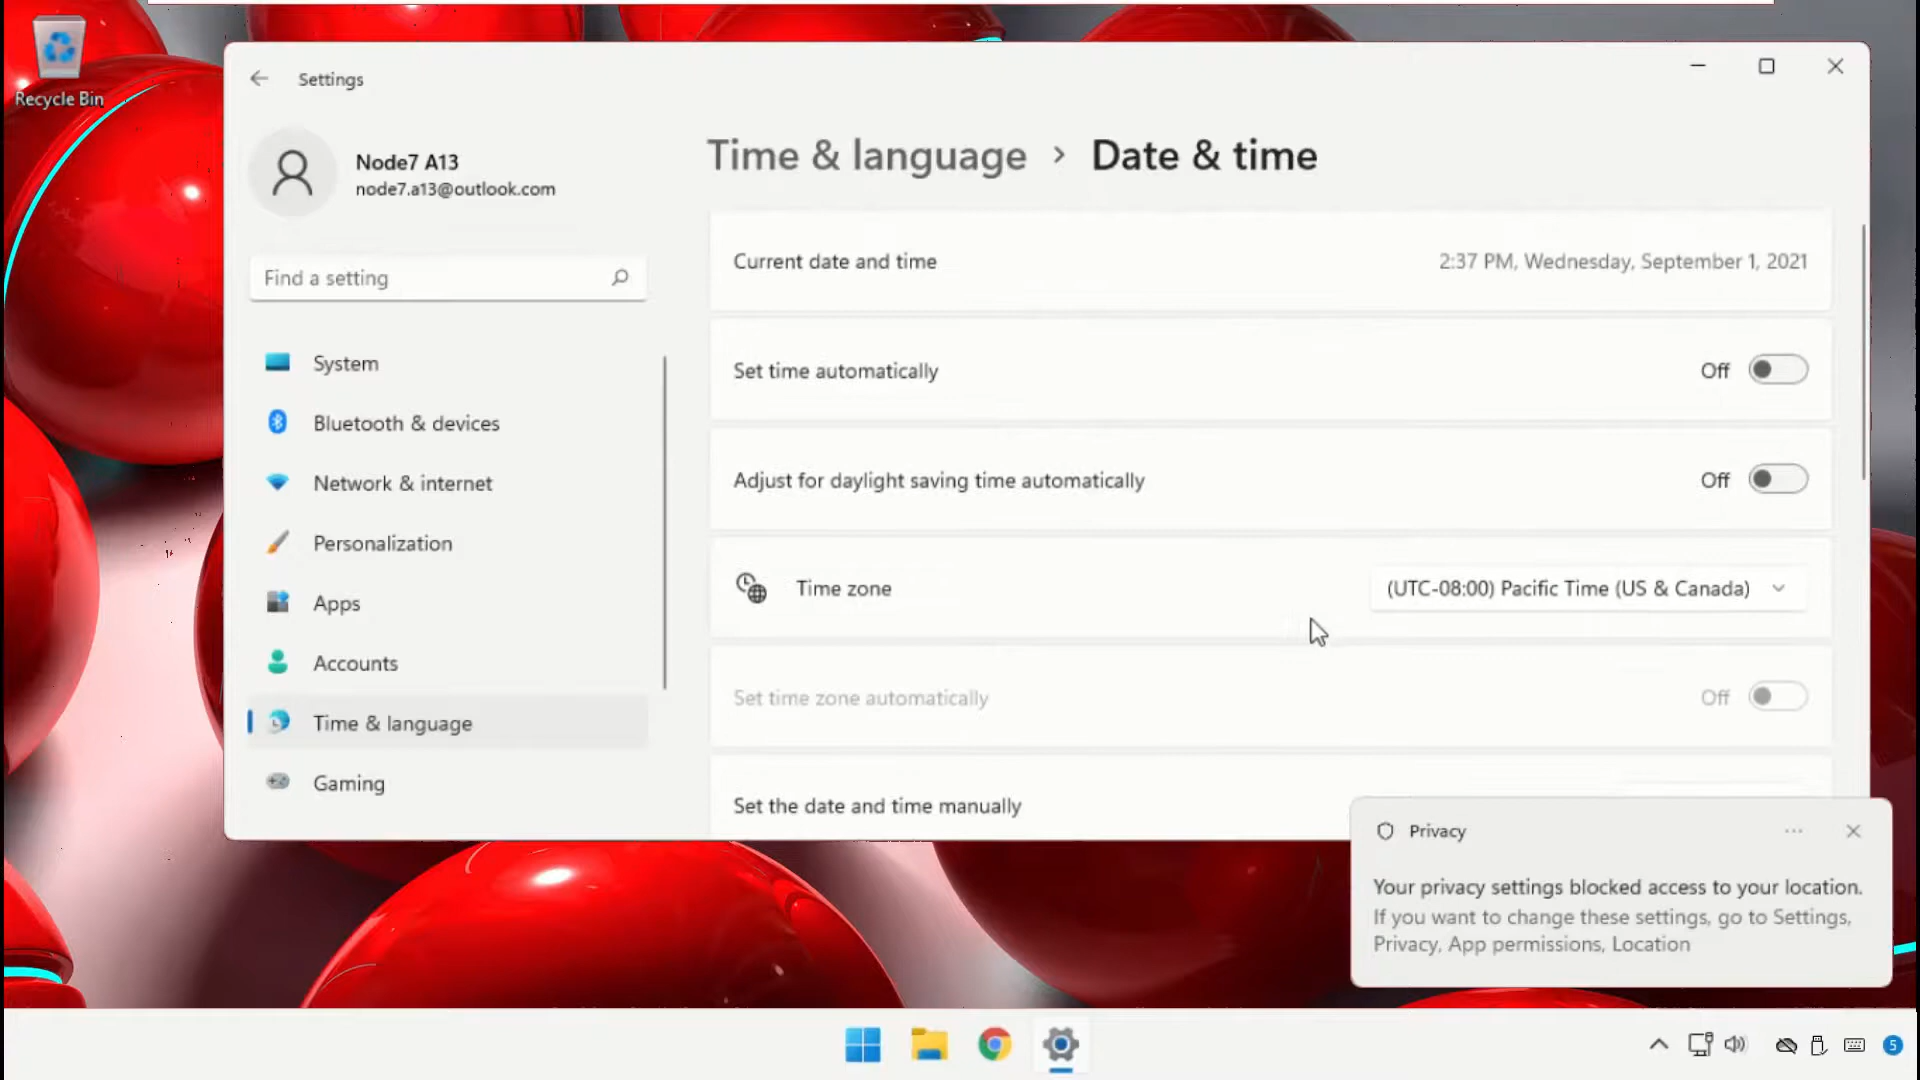 Recycle Bin
Settings
Node7 A13
node7.a13@outlook.com
Find a setting
System
Bluetooth & devices
Network & internet
Personalization
Apps
Accounts
Time & language
Gaming
Time & language > Date & time
Current date and time 2:37 PM, Wednesday, September 1, 2021
Set time automatically Off
Adjust for daylight saving time automatically Off
Time zone (UTC-08:00) Pacific Time (US & Canada)
Set time zone automatically Off
Set the date and time manually
Privacy
Your privacy settings blocked access to your location.
If you want to change these settings, go to Settings,
Privacy, App permissions, Location
5